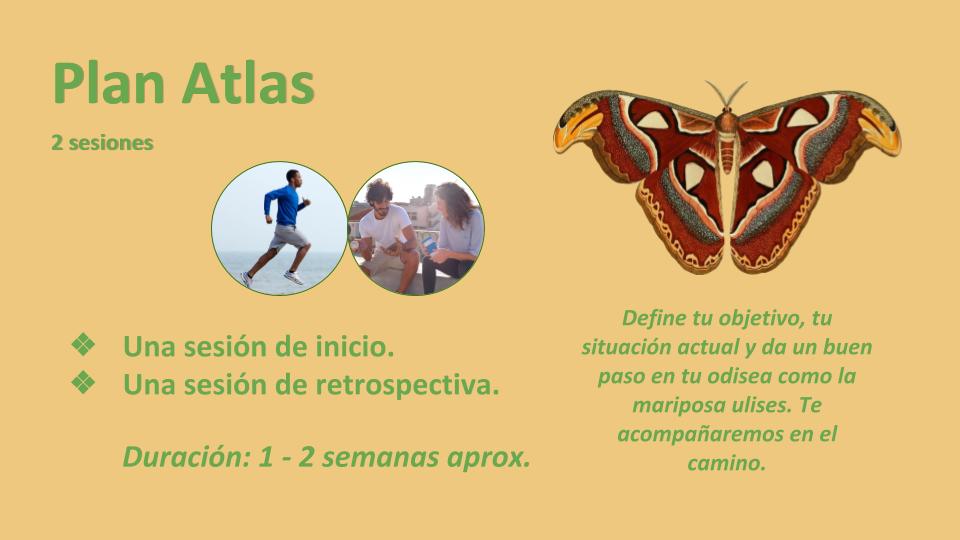 Plan Atlas
2 sesiones
❖ Una sesión de inicio.
❖ Una sesión de retrospectiva.
Duración: 1 - 2 semanas aprox.
Define tu objetivo, tu
situación actual y da un buen
paso en tu odisea como la
mariposa ulises. Te
acompañaremos en el
camino.